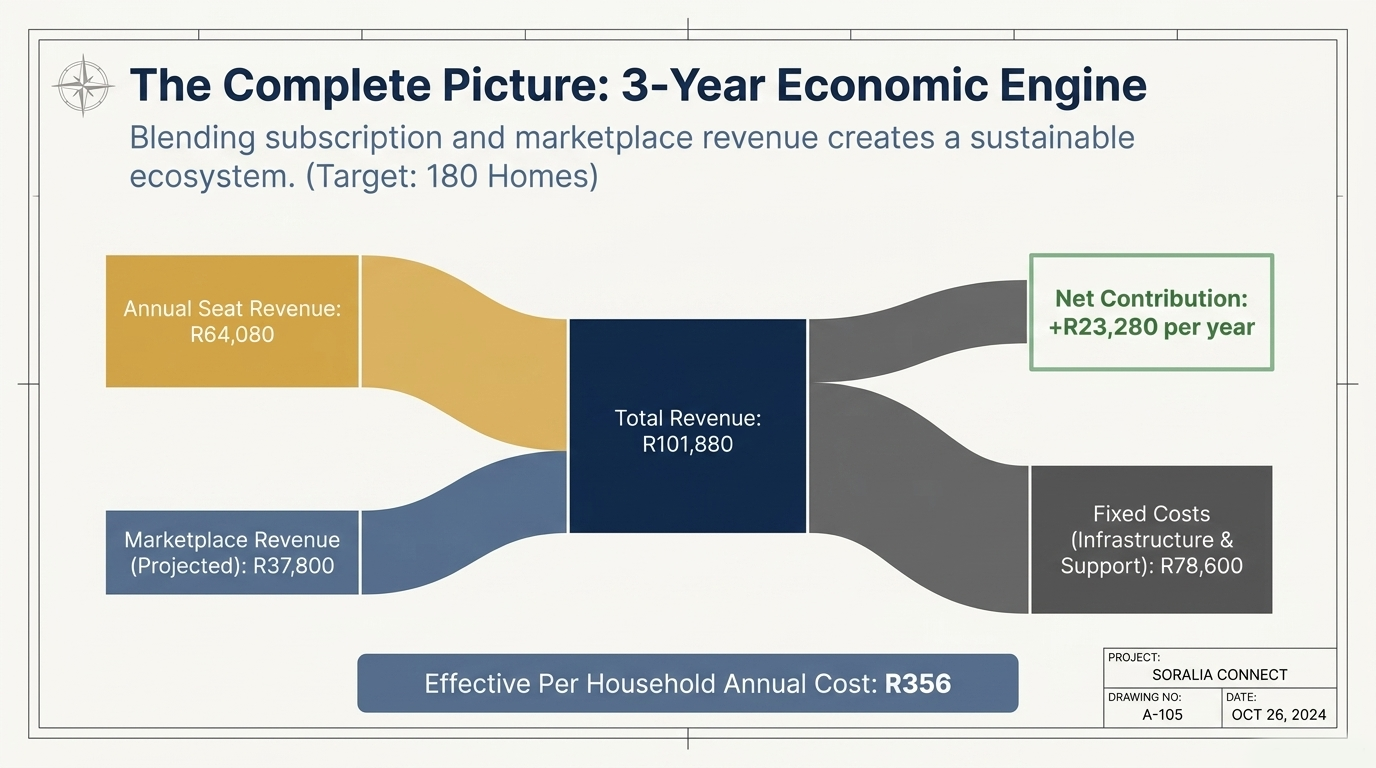 The Complete Picture: 3-Year Economic Engine
Blending subscription and marketplace revenue creates a sustainable
ecosystem. (Target: 180 Homes)
Annual Seat Revenue:
R64,080
Marketplace Revenue
(Projected): R37,800
Total Revenue:
R101,880
Net Contribution:
+R23,280 per year
Fixed Costs
(Infrastructure &
Support): R78,600
Effective Per Household Annual Cost: R356
PROJECT:
SORALIA CONNECT
DRAWING NO:
A-105
DATE:
OCT 26, 2024